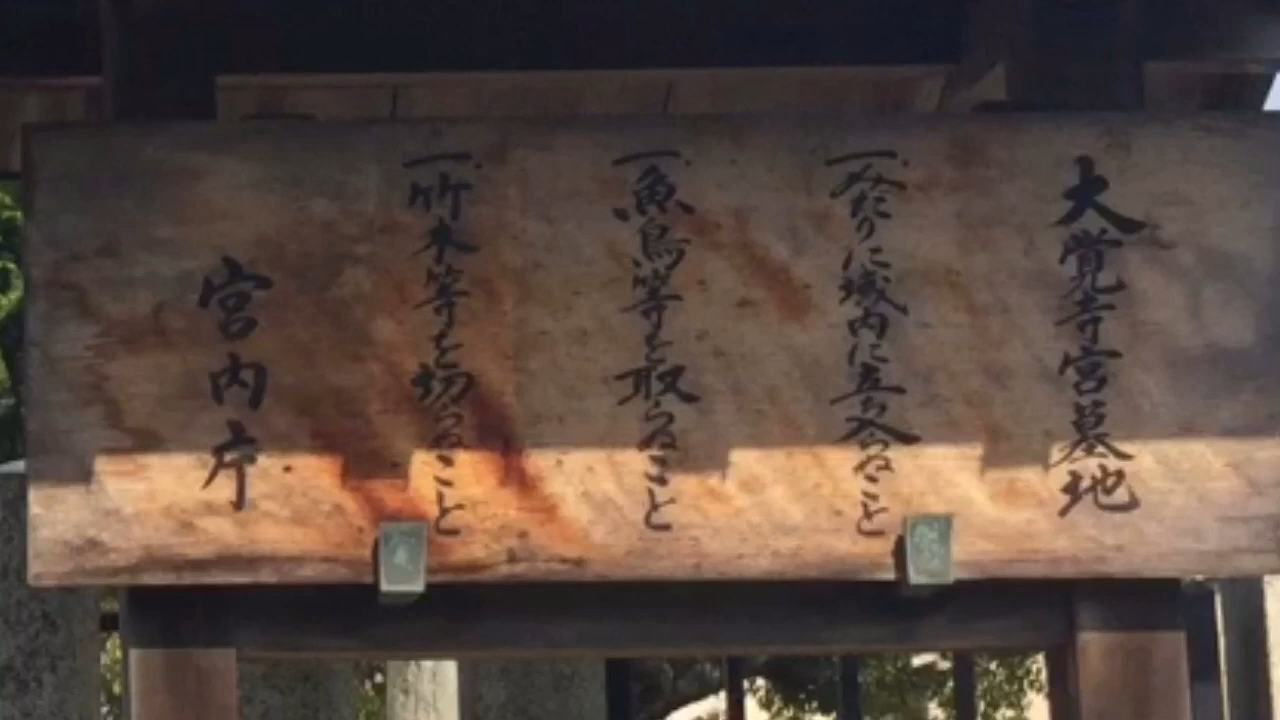 大覚寺宮墓地
一、みだりに域内に立ち入らぬこと
一、魚鳥等を取らぬこと
一、竹木等を切らぬこと
宮内庁